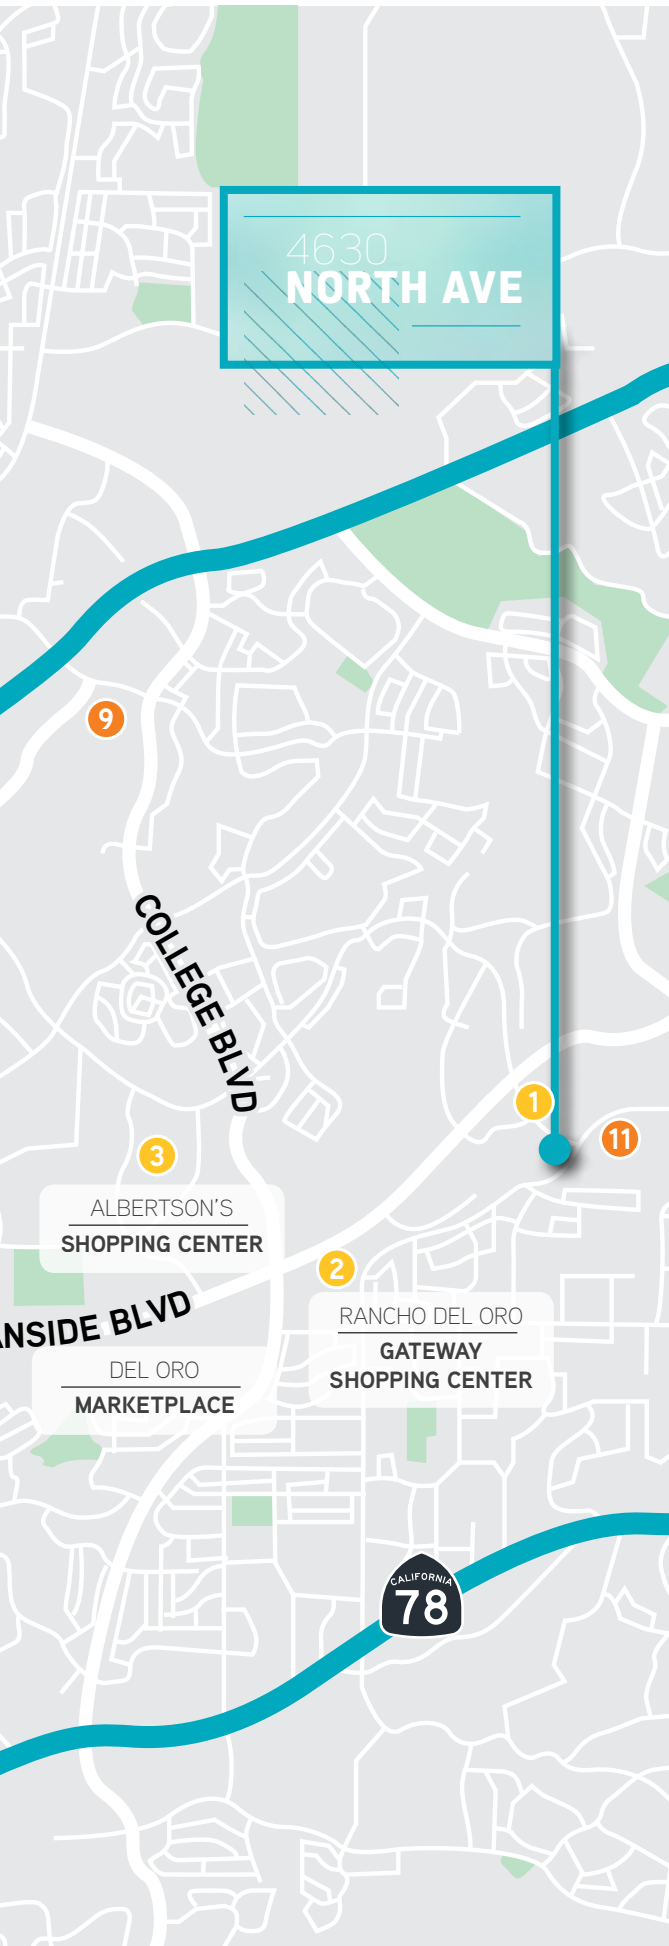 4630
NORTH AVE
9
COLLEGE BLVD
1
11
3
ALBERTSON'S
SHOPPING CENTER
2
ANSIDE BLVD
RANCHO DEL ORO
GATEWAY
SHOPPING CENTER
DEL ORO
MARKETPLACE
CALIFORNIA
78